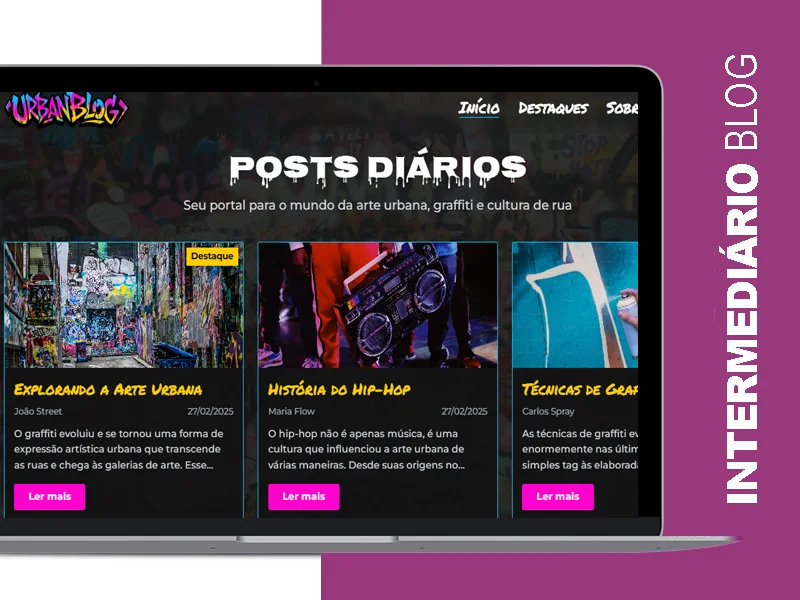 URBANBLOG
INÍCIO DESTAQUES SOBR
POSTS DIÁRIOS
Seu portal para o mundo da arte urbana, graffiti e cultura de rua
Destaque
EXPLORANDO A ARTE URBANA
João Street 27/02/2025
O graffiti evoluiu e se tornou uma forma de
expressão artística urbana que transcende
as ruas e chega às galerias de arte. Esse...
Ler mais
HISTÓRIA DO HIP-HOP
Maria Flow 27/02/2025
O hip-hop não é apenas música, é uma
cultura que influenciou a arte urbana de
várias maneiras. Desde suas origens no...
Ler mais
TÉCNICAS DE GRAF
Carlos Spray
As técnicas de graffiti ev
enormemente nas últim
simples tag às elaborada
Ler mais
INTERMEDIÁRIO BLOG